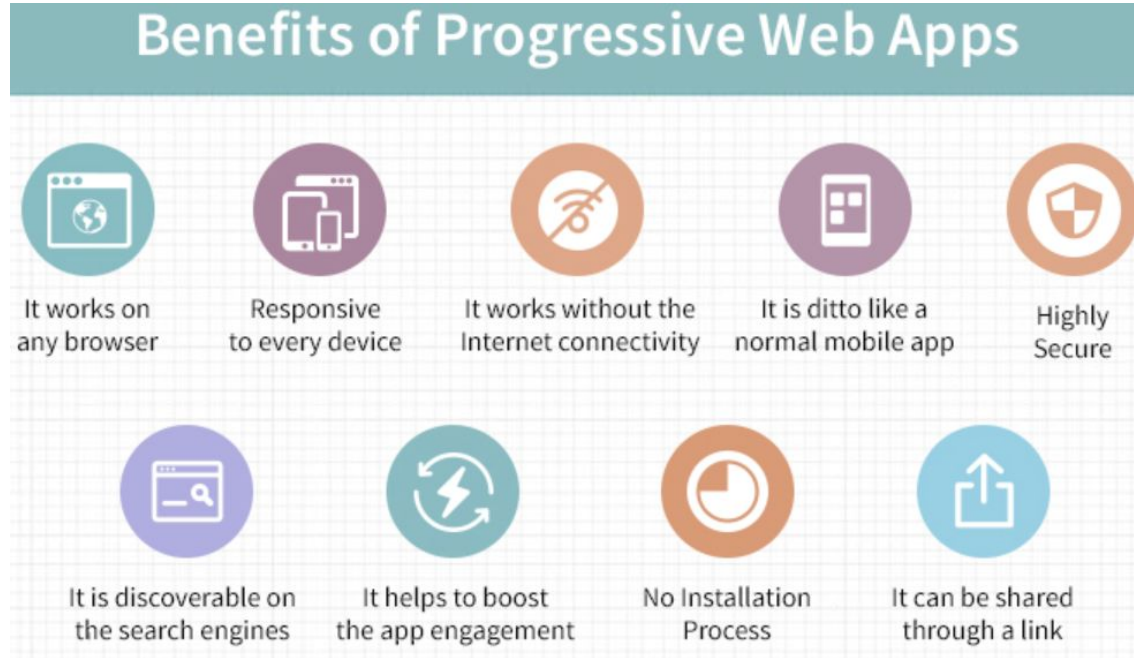 Benefits of Progressive Web Apps
It works on
any browser
Responsive
to every device
It works without the
Internet connectivity
It is ditto like a
normal mobile app
Highly
Secure
It is discoverable on
the search engines
It helps to boost
the app engagement
No Installation
Process
It can be shared
through a link